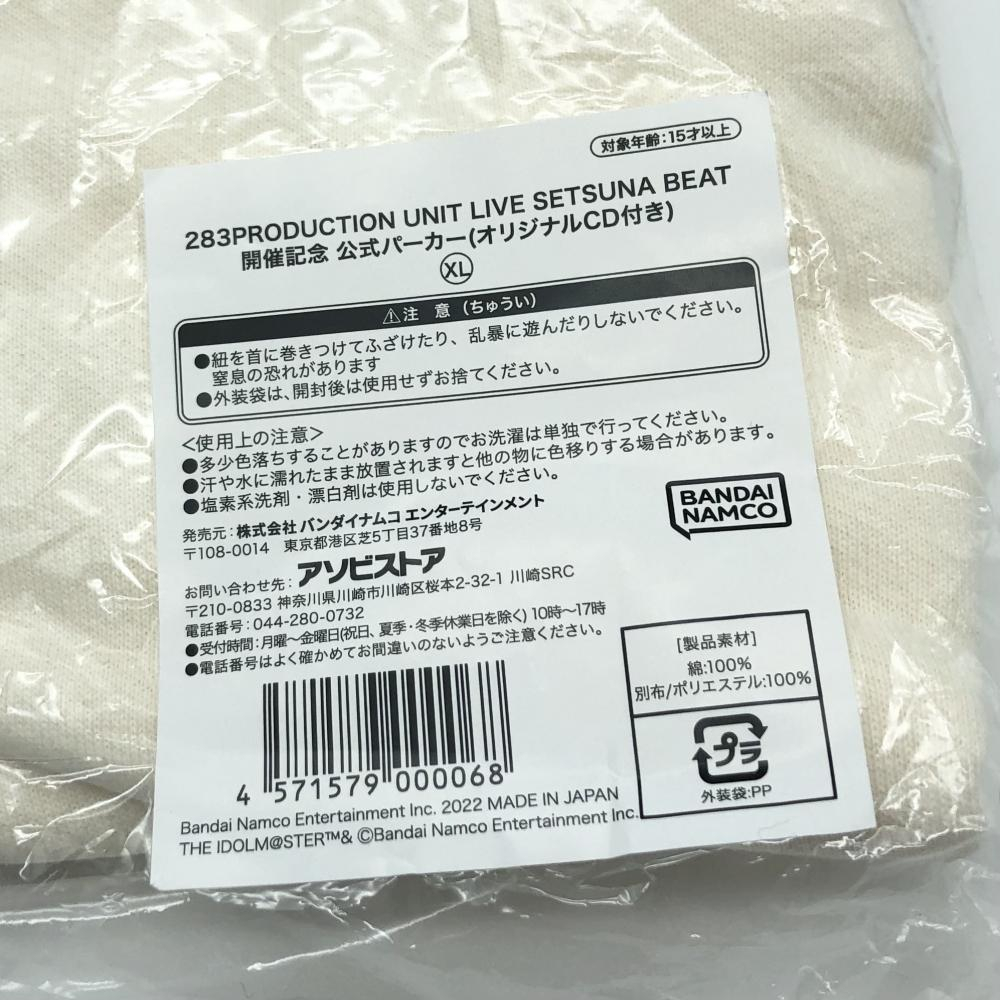 対象年齢:15才以上
283PRODUCTION UNIT LIVE SETSUNA BEAT
開催記念 公式パーカー(オリジナルCD付き)
XL
⚠注 意(ちゅうい)
●紐を首に巻きつけてふざけたり、乱暴に遊んだりしないでください。
窒息の恐れがあります
●外装袋は、開封後は使用せずお捨てください。
<使用上の注意>
●多少色落ちすることがありますのでお洗濯は単独で行ってください。
●汗や水に濡れたまま放置されますと他の物に色移りする場合があります。
●塩素系洗剤・漂白剤は使用しないでください。
発売元:株式会社 バンダイナムコ エンターテインメント
〒108-0014 東京都港区芝5丁目37番地8号
BANDAI
NAMCO
お問い合わせ先:アソビストア
〒210-0833 神奈川県川崎市川崎区桜本2-32-1 川崎SRC
電話番号:044-280-0732
●受付時間:月曜〜金曜日(祝日、夏季・冬季休業日を除く) 10時〜17時
●電話番号はよく確かめてお間違いのないようご注意ください。
[製品素材]
綿:100%
別布/ポリエステル:100%
プラ
外装袋:PP
4 571579 000068
Bandai Namco Entertainment Inc. 2022 MADE IN JAPAN
THE IDOLM@STER™& ©Bandai Namco Entertainment Inc.